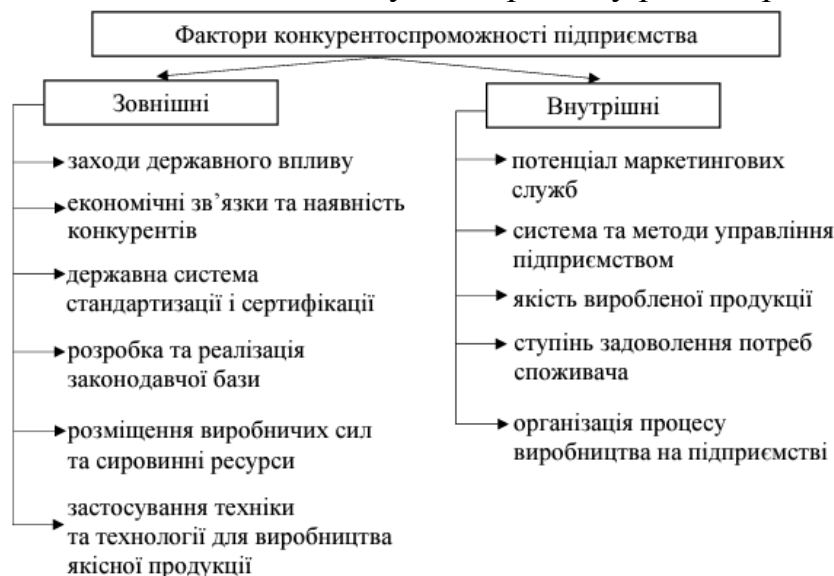 Фактори конкурентоспроможності підприємства
Зовнішні
заходи державного впливу
економічні зв’язки та наявність
конкурентів
державна система
стандартизації і сертифікації
розробка та реалізація
законодавчої бази
розміщення виробничих сил
та сировинні ресурси
застосування техніки
та технології для виробництва
якісної продукції
Внутрішні
потенціал маркетингових
служб
система та методи управління
підприємством
якість виробленої продукції
ступінь задоволення потреб
споживача
організація процесу
виробництва на підприємстві